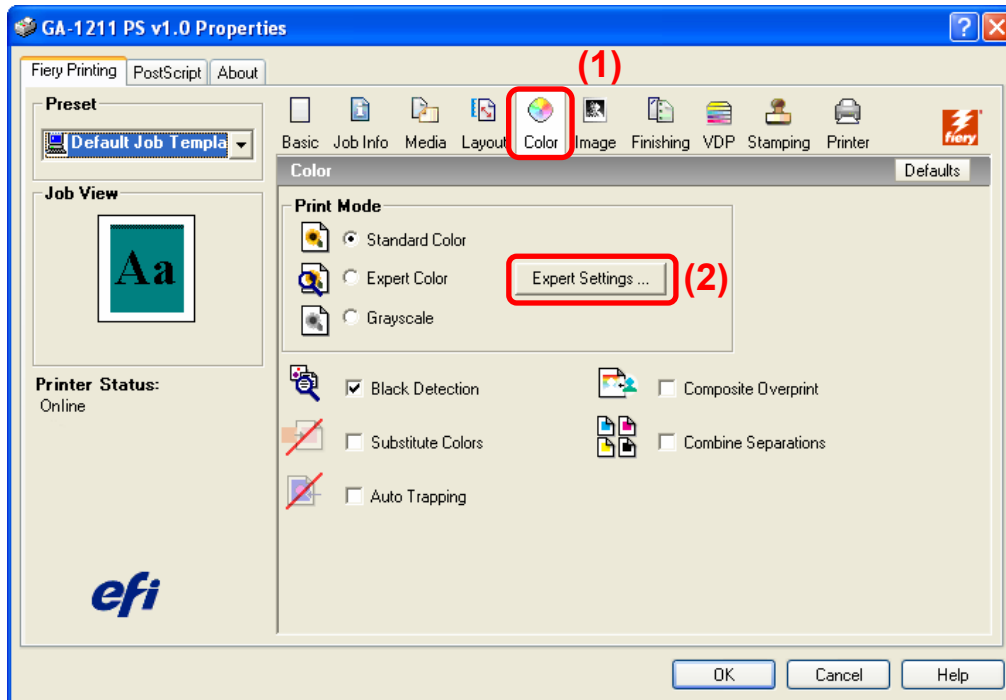 GA-1211 PS v1.0 Properties
Fiery Printing PostScript About
(1)
Preset
Default Job Templa
Basic Job Info Media Layout Color Image Finishing VDP Stamping Printer
fiery
Color Defaults
Job View
Aa
Print Mode
Standard Color
Expert Color Expert Settings ... (2)
Grayscale
Printer Status:
Online
Black Detection Composite Overprint
Substitute Colors Combine Separations
Auto Trapping
efi
OK Cancel Help